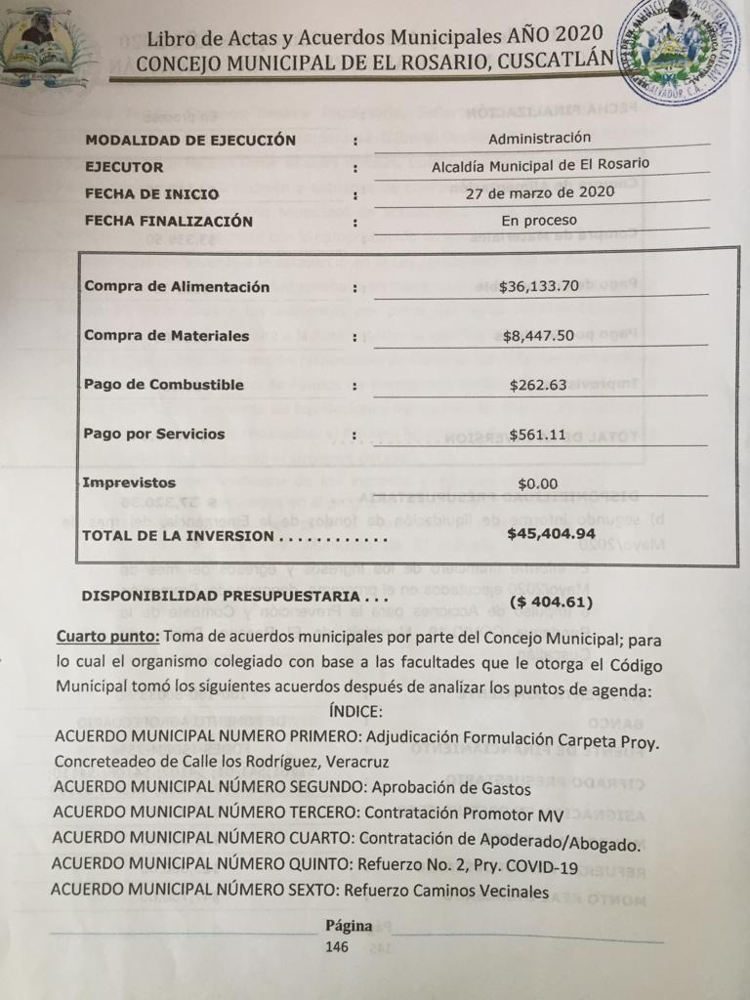 Libro de Actas y Acuerdos Municipales AÑO 2020
CONCEJO MUNICIPAL DE EL ROSARIO, CUSCATLÁN
MODALIDAD DE EJECUCIÓN : Administración
EJECUTOR : Alcaldía Municipal de El Rosario
FECHA DE INICIO : 27 de marzo de 2020
FECHA FINALIZACIÓN : En proceso
Compra de Alimentación : $36,133.70
Compra de Materiales : $8,447.50
Pago de Combustible : $262.63
Pago por Servicios : $561.11
Imprevistos $0.00
TOTAL DE LA INVERSION . . . . . . . . . . . . $45,404.94
DISPONIBILIDAD PRESUPUESTARIA . . . ($ 404.61)
Cuarto punto: Toma de acuerdos municipales por parte del Concejo Municipal; para
lo cual el organismo colegiado con base a las facultades que le otorga el Código
Municipal tomó los siguientes acuerdos después de analizar los puntos de agenda:
ÍNDICE:
ACUERDO MUNICIPAL NUMERO PRIMERO: Adjudicación Formulación Carpeta Proy.
Concreteadeo de Calle los Rodríguez, Veracruz
ACUERDO MUNICIPAL NÚMERO SEGUNDO: Aprobación de Gastos
ACUERDO MUNICIPAL NÚMERO TERCERO: Contratación Promotor MV
ACUERDO MUNICIPAL NÚMERO CUARTO: Contratación de Apoderado/Abogado.
ACUERDO MUNICIPAL NÚMERO QUINTO: Refuerzo No. 2, Pry. COVID-19
ACUERDO MUNICIPAL NÚMERO SEXTO: Refuerzo Caminos Vecinales
Página
146